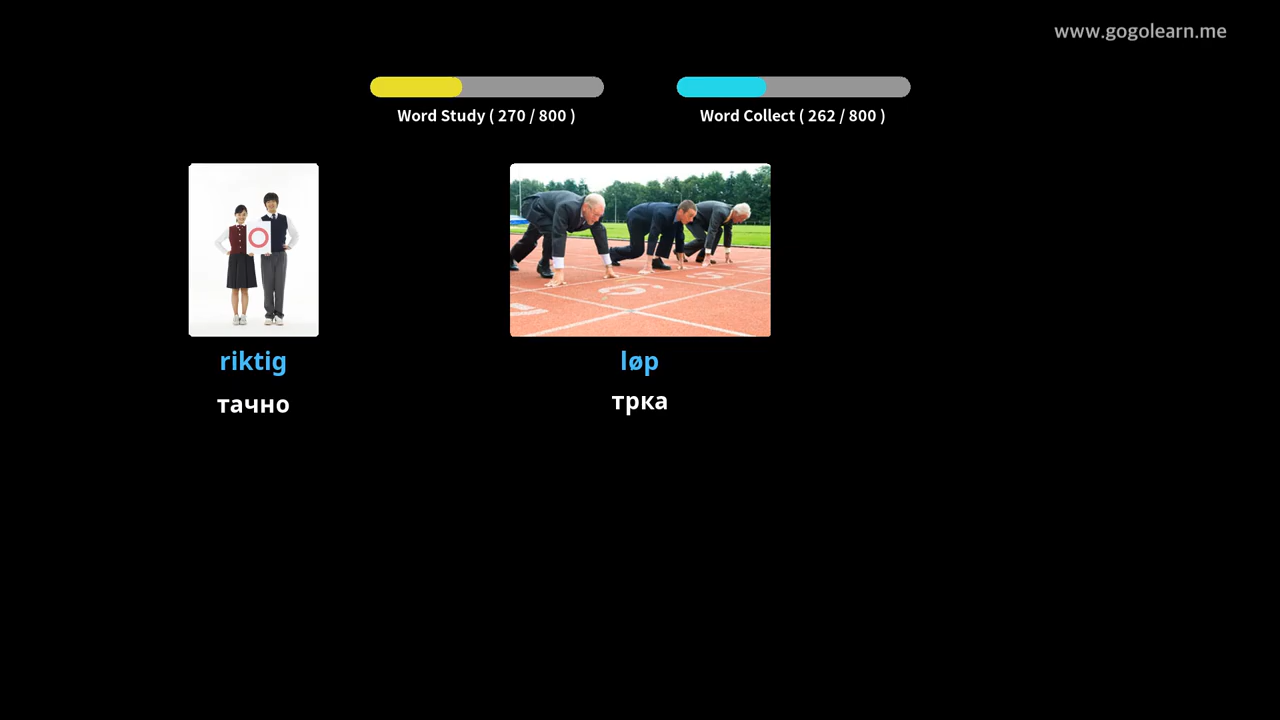 www.gogolearn.me
Word Study ( 270 / 800 )
Word Collect ( 262 / 800 )
riktig
løp
тачно
трка